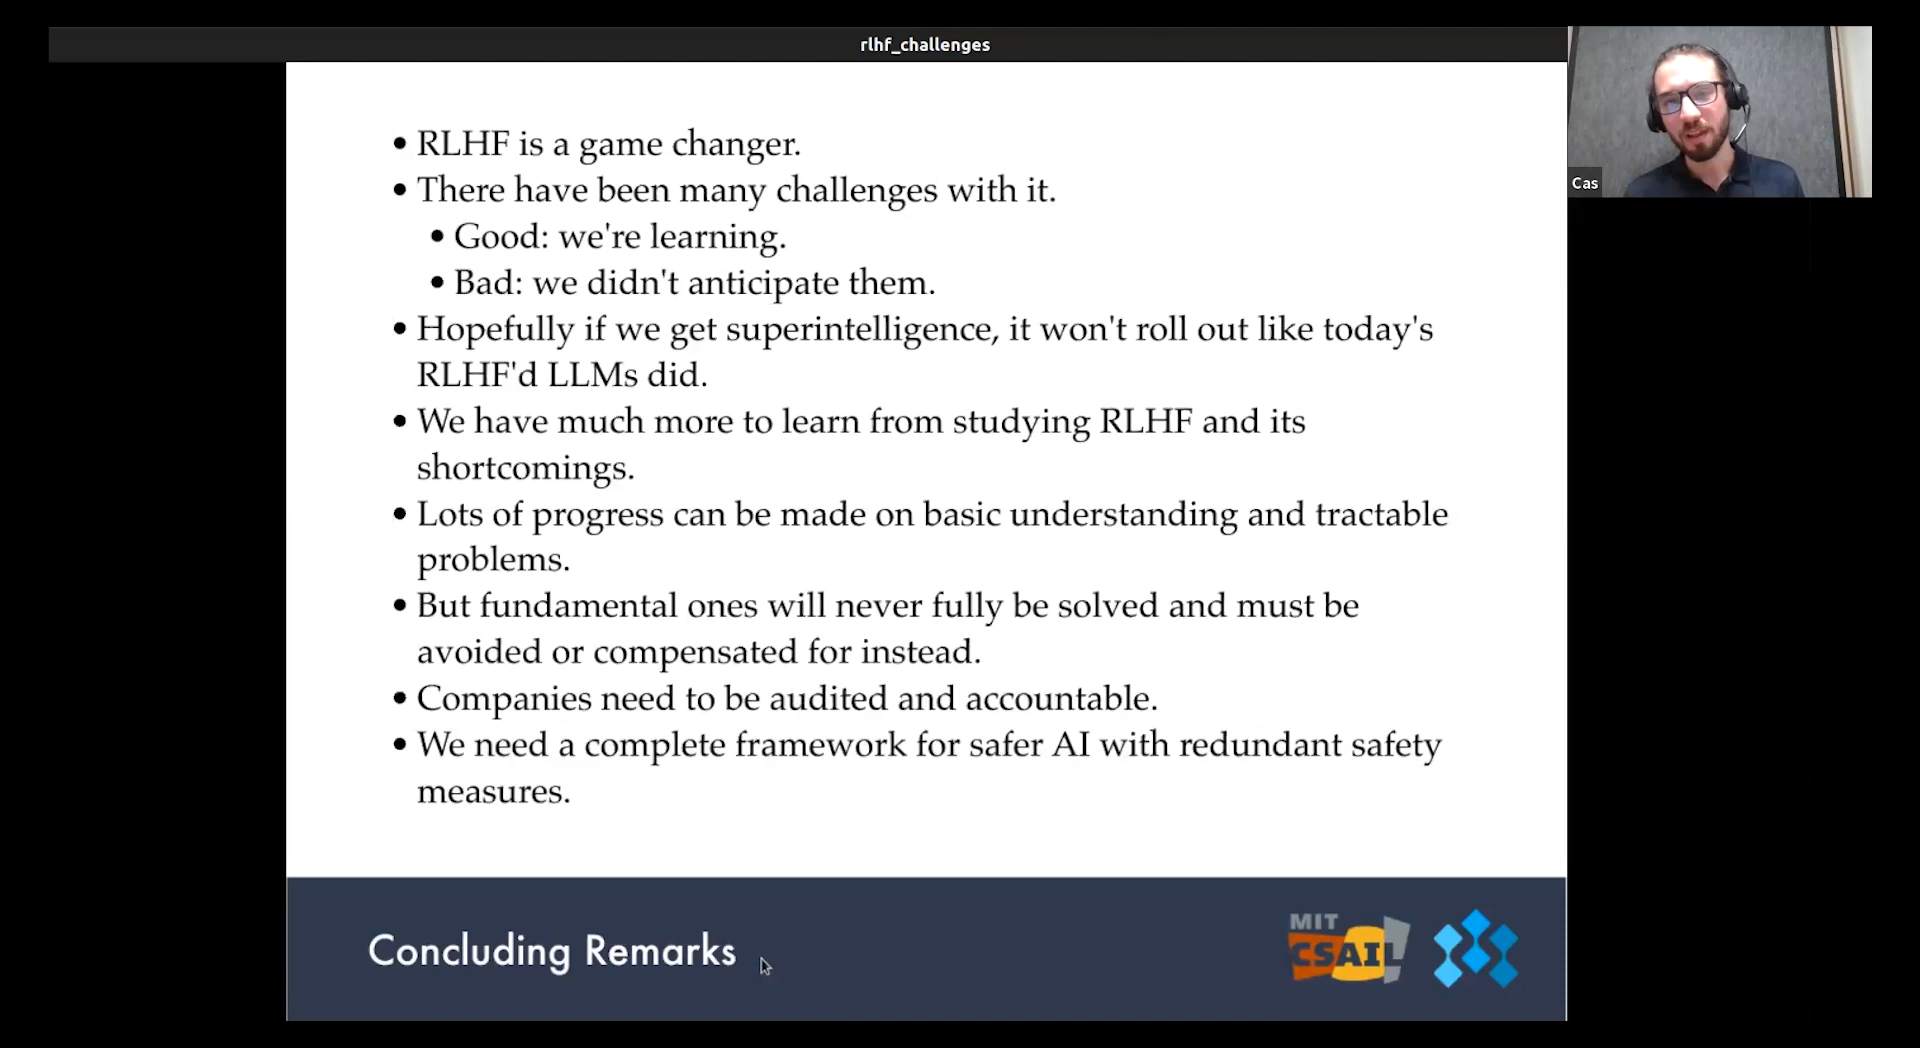 rlhf_challenges
Cas
• RLHF is a game changer.
• There have been many challenges with it.
• Good: we're learning.
• Bad: we didn't anticipate them.
• Hopefully if we get superintelligence, it won't roll out like today's
RLHF'd LLMs did.
• We have much more to learn from studying RLHF and its
shortcomings.
• Lots of progress can be made on basic understanding and tractable
problems.
• But fundamental ones will never fully be solved and must be
avoided or compensated for instead.
• Companies need to be audited and accountable.
• We need a complete framework for safer AI with redundant safety
measures.
Concluding Remarks
MIT
CSAIL